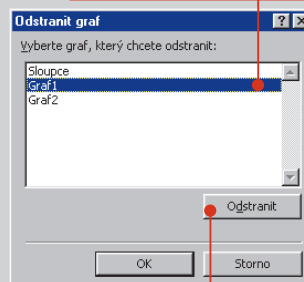 Odstranit graf
Vyberte graf, který chcete odstranit:
Sloupce
Graf1
Graf2
Odstranit
OK
Storno